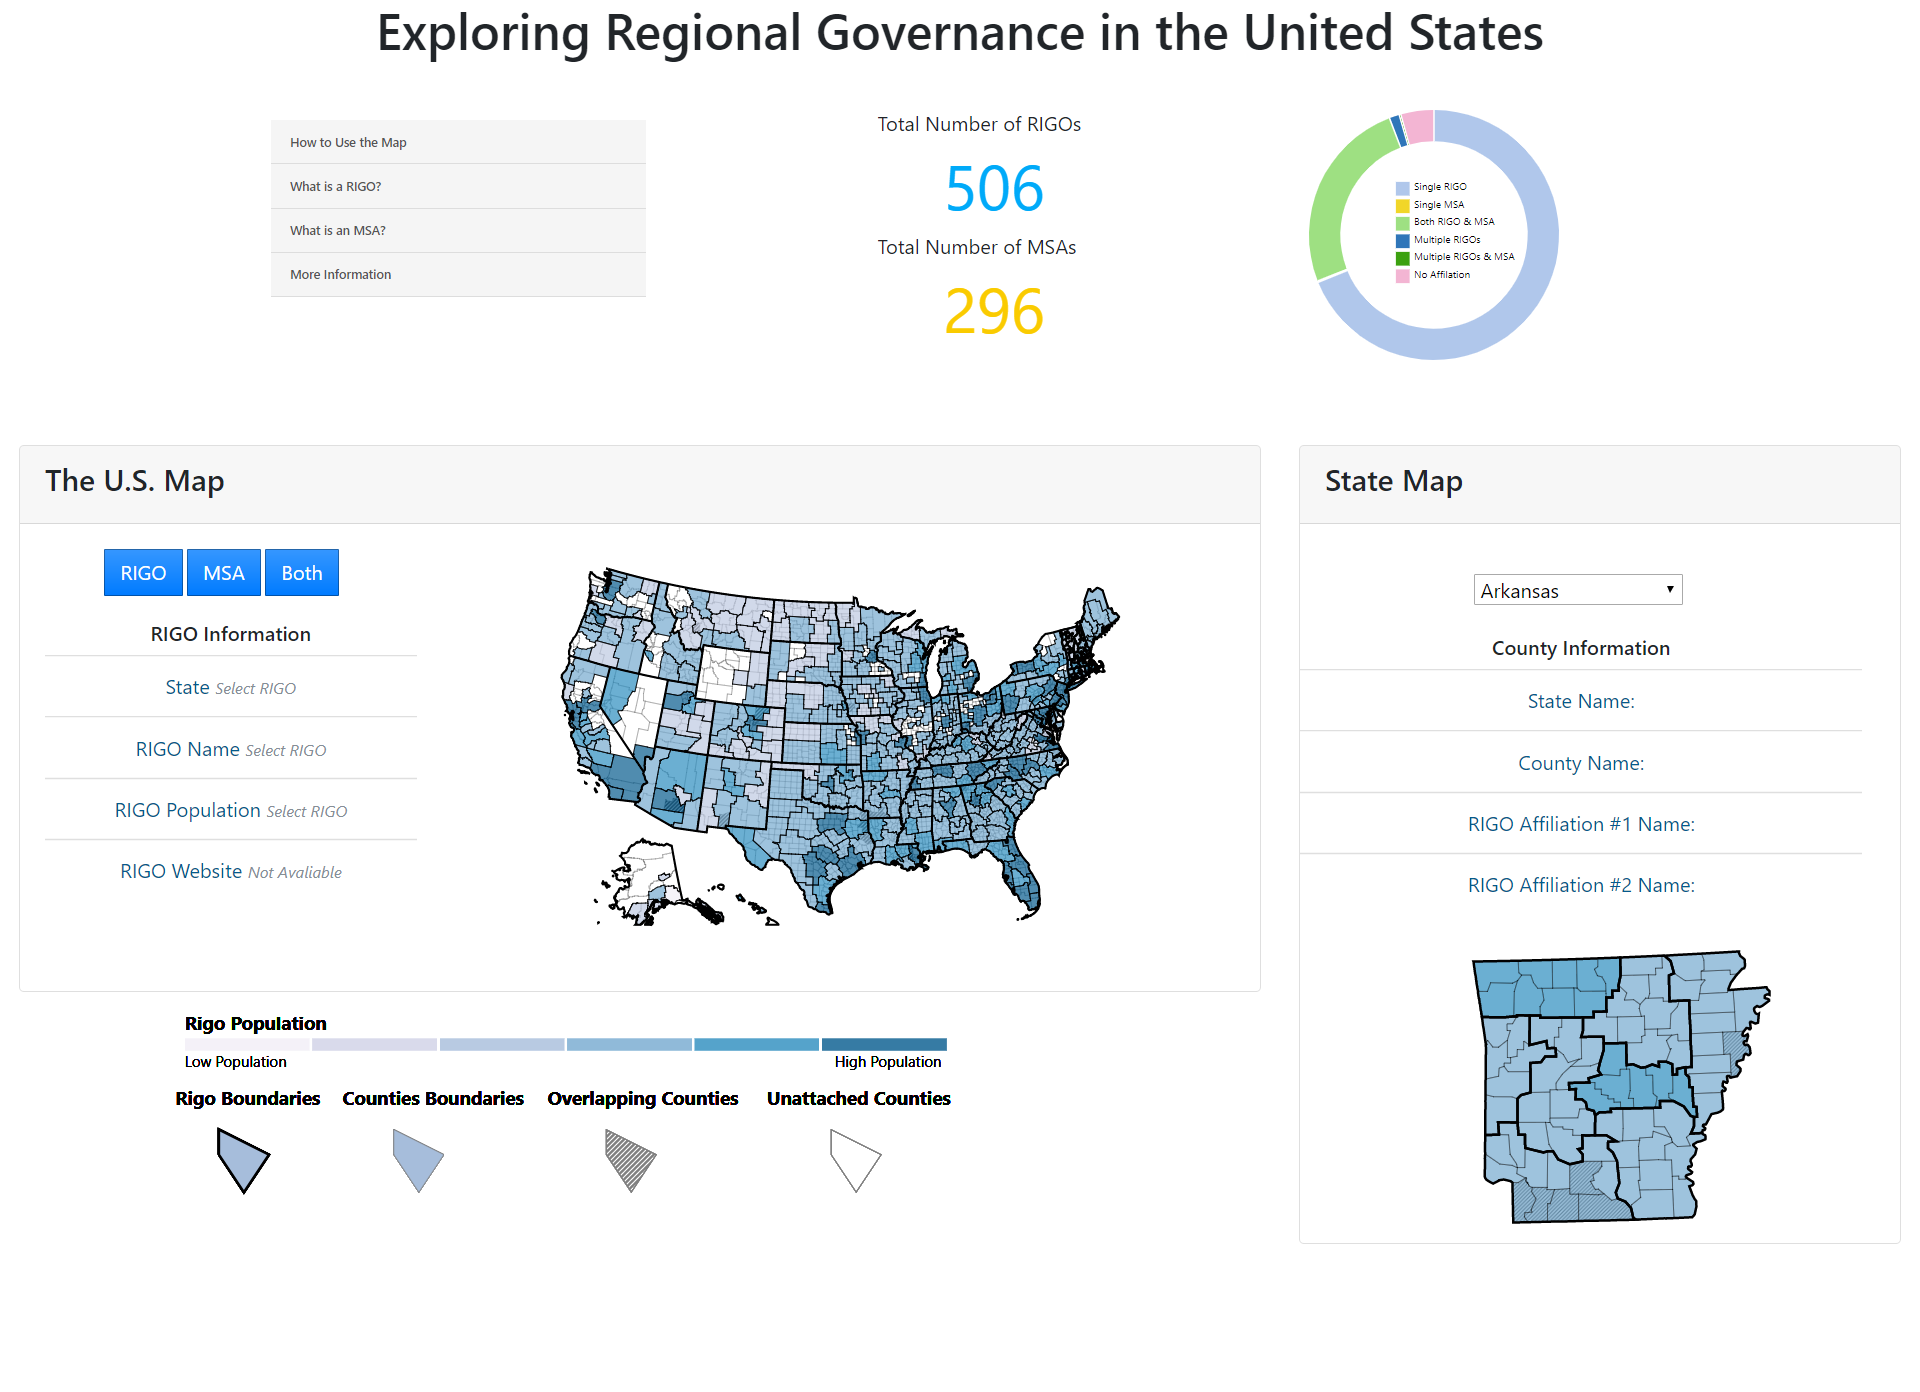 Exploring Regional Governance in the United States
How to Use the Map
What is a RIGO?
What is an MSA?
More Information
Total Number of RIGOs
506
Total Number of MSAs
296
Single RIGO
Single MSA
Both RIGO & MSA
Multiple RIGOs
Multiple RIGOs & MSA
No Affilation
The U.S. Map
RIGO MSA Both
RIGO Information
State Select RIGO
RIGO Name Select RIGO
RIGO Population Select RIGO
RIGO Website Not Avaliable
Rigo Population
Low Population High Population
Rigo Boundaries Counties Boundaries Overlapping Counties Unattached Counties
State Map
Arkansas
County Information
State Name:
County Name:
RIGO Affiliation #1 Name:
RIGO Affiliation #2 Name: